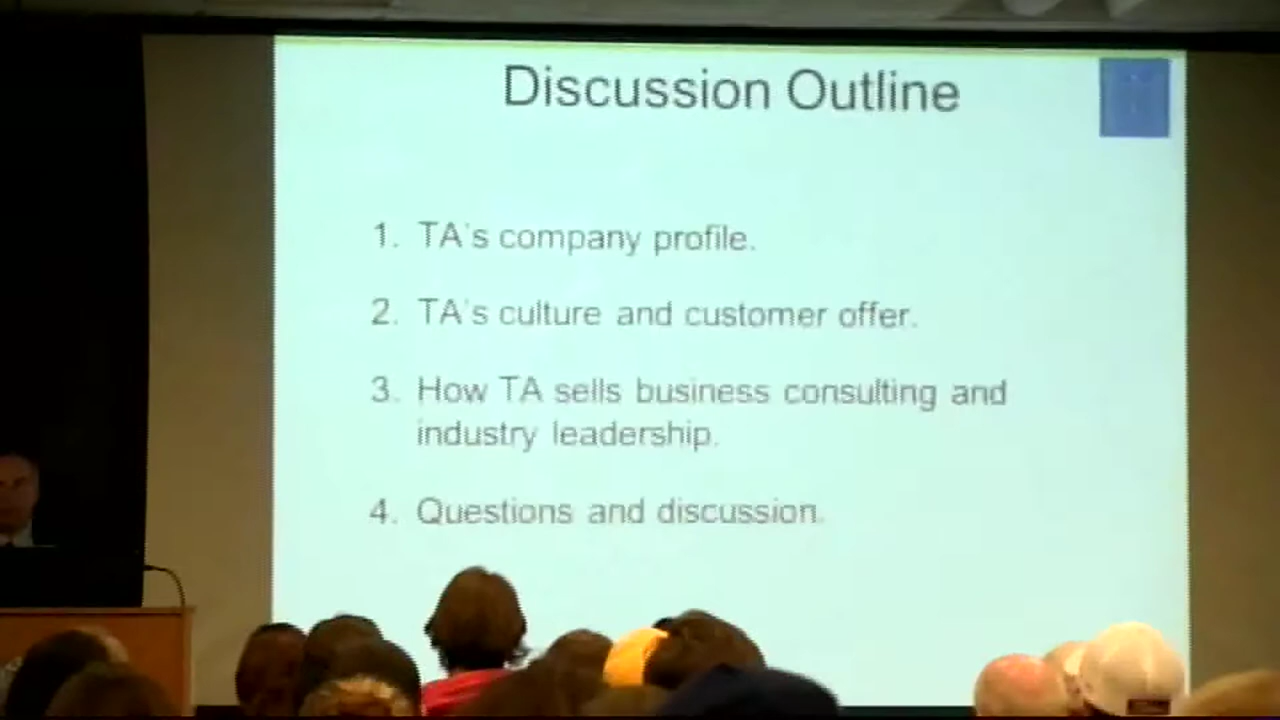 Discussion Outline
1. TA's company profile.
2. TA's culture and customer offer.
3. How TA sells business consulting and
industry leadership.
4. Questions and discussion.